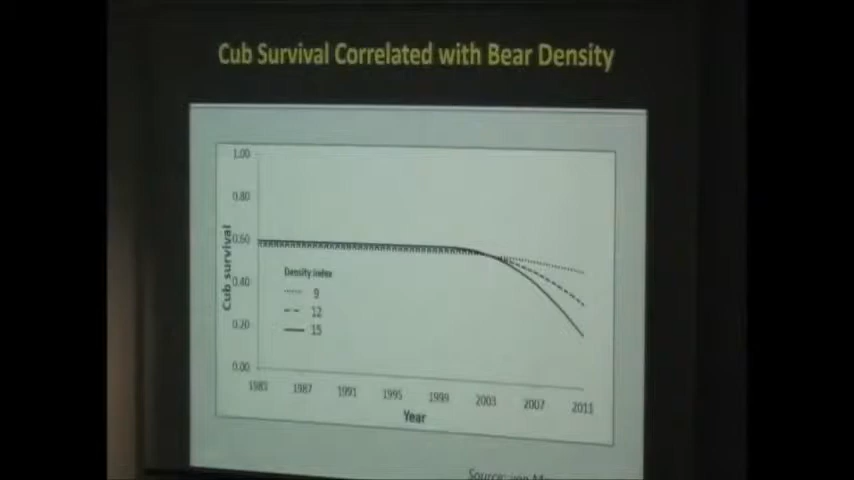 Cub Survival Correlated with Bear Density
1.00
0.80
0.60
0.40
0.20
0.00
Cub survival
Density index
9
12
15
1983 1987 1991 1995 1999 2003 2007 2011
Year
Source: von